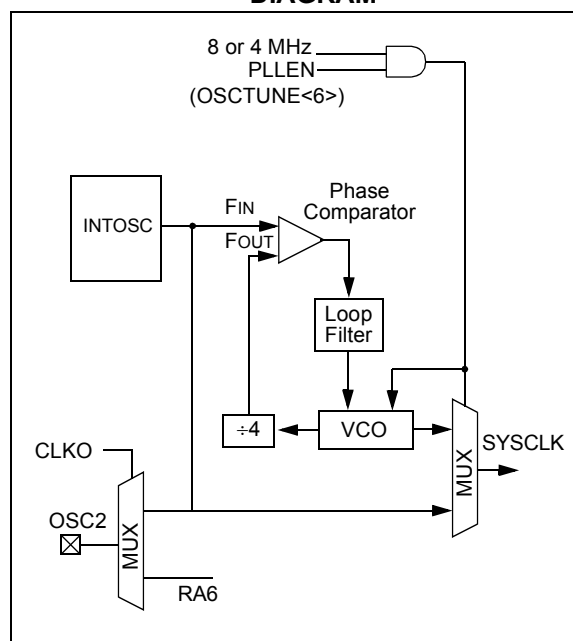 DIAGRAM
8 or 4 MHz
PLLEN
(OSCTUNE<6>)
Phase
Comparator
INTOSC
FIN
FOUT
Loop
Filter
÷4
VCO
MUX
SYSCLK
CLKO
OSC2
MUX
RA6